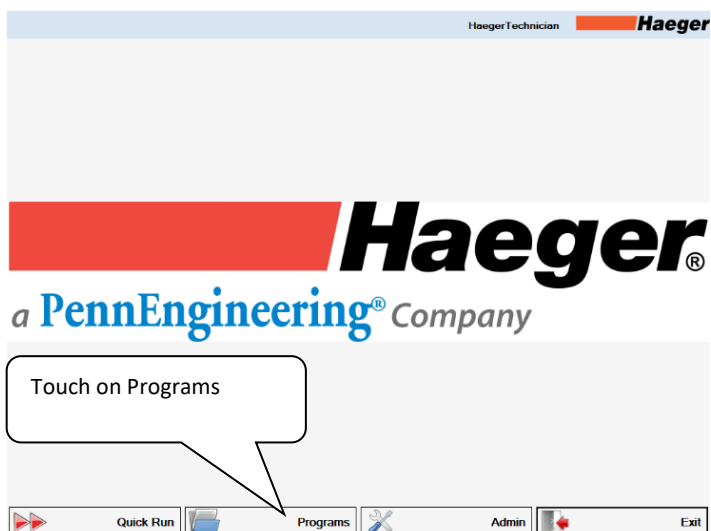 HaegerTechnician Haeger
Haeger®
a PennEngineering® Company
Touch on Programs
Quick Run Programs Admin Exit